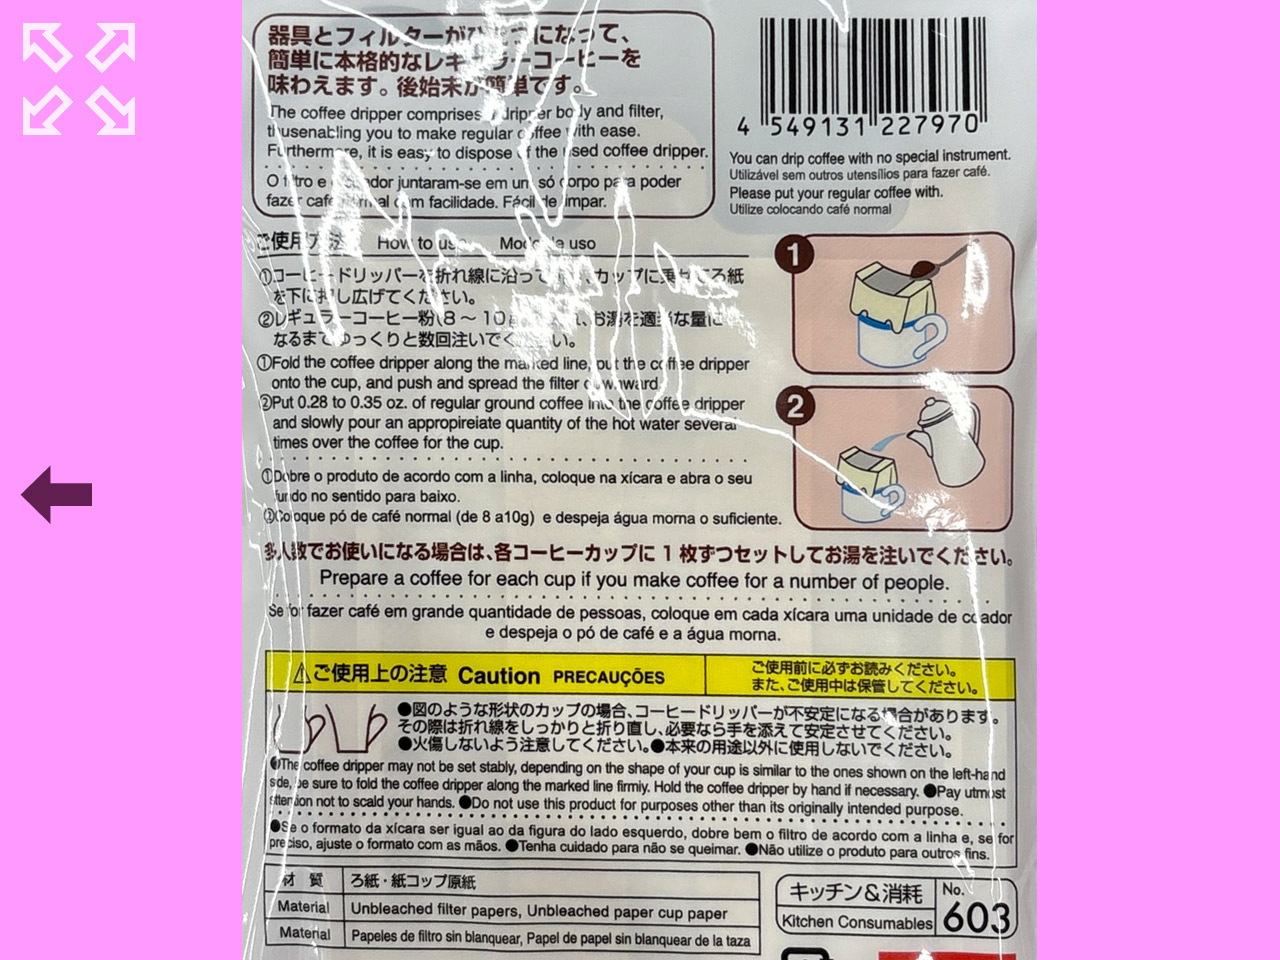 器具とフィルターがひとつになって、
簡単に本格的なレギュラーコーヒーを
味わえます。後始末が簡単です。
The coffee dripper comprises dripper body and filter,
thusenabling you to make regular coffee with ease.
Furthermore, it is easy to dispose of the used coffee dripper.
O filtro e coador juntaram-se em um só corpo para poder
fazer café normal com facilidade. Fácil de limpar.
4 549131 227970
You can drip coffee with no special instrument.
Utilizável sem outros utensílios para fazer café.
Please put your regular coffee with.
Utilize colocando café normal
ご使用方法 How to use Modo de uso
①コーヒードリッパーを折れ線に沿って カップに乗せ ろ紙
を下に押し広げてください。
②レギュラーコーヒー粉(8～10g 、お湯を適当な量に
なるまでゆっくりと数回注いでください。
①Fold the coffee dripper along the marked line, put the coffee dripper
onto the cup, and push and spread the filter downward.
②Put 0.28 to 0.35 oz. of regular ground coffee into the coffee dripper
and slowly pour an appropireiate quantity of the hot water several
times over the coffee for the cup.
①Dobre o produto de acordo com a linha, coloque na xícara e abra o seu
fundo no sentido para baixo.
②Coloque pó de café normal (de 8 a10g) e despeja água morna o suficiente.
1
2
多人数でお使いになる場合は、各コーヒーカップに1枚ずつセットしてお湯を注いでください。
Prepare a coffee for each cup if you make coffee for a number of people.
Se for fazer café em grande quantidade de pessoas, coloque em cada xícara uma unidade de coador
e despeja o pó de café e a água morna.
⚠ご使用上の注意 Caution PRECAUÇÕES
ご使用前に必ずお読みください。
また、ご使用中は保管してください。
●図のような形状のカップの場合、コーヒードリッパーが不安定になる場合があります。
その際は折れ線をしっかりと折り直し、必要なら手を添えて安定させてください。
●火傷しないよう注意してください。●本来の用途以外に使用しないでください。
●The coffee dripper may not be set stably, depending on the shape of your cup is similar to the ones shown on the left-hand
side, be sure to fold the coffee dripper along the marked line firmiy. Hold the coffee dripper by hand if necessary. ●Pay utmost
attention not to scald your hands. ●Do not use this product for purposes other than its originally intended purpose.
●Se o formato da xícara ser igual ao da figura do lado esquerdo, dobre bem o filtro de acordo com a linha e, se for
preciso, ajuste o formato com as mãos. ●Tenha cuidado para não se queimar. ●Não utilize o produto para outros fins.
材 質 ろ紙・紙コップ原紙
Material Unbleached filter papers, Unbleached paper cup paper
Material Papeles de filtro sin blanquear, Papel de papel sin blanquear de la taza
キッチン&消耗
Kitchen Consumables
No.
603